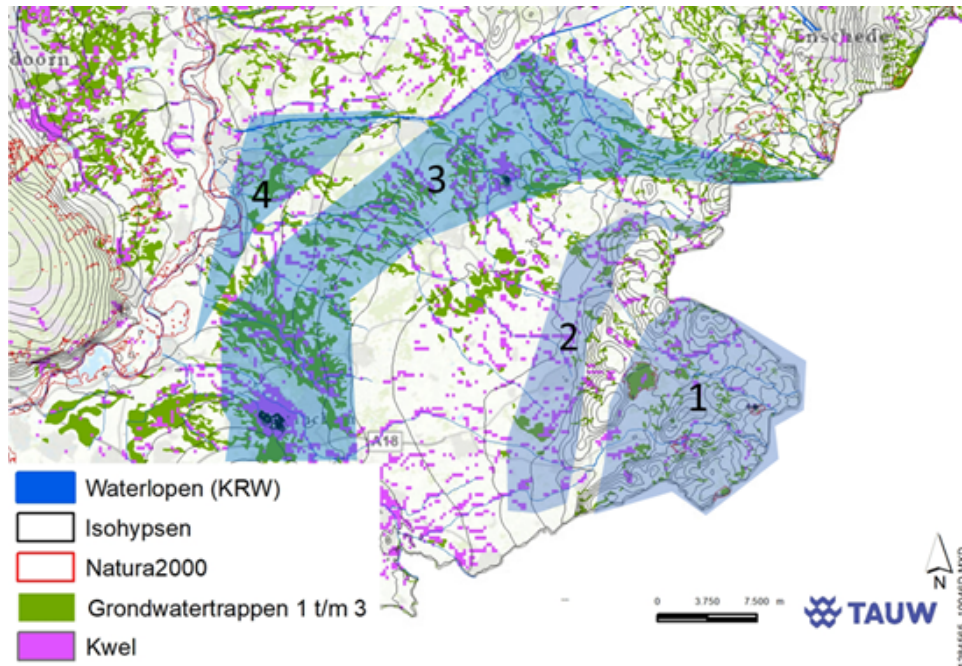 doorn
Enschede
4
3
2
1
A18
Waterlopen (KRW)
Isohypsen
Natura2000
Grondwatertrappen 1 t/m 3
Kwel
N
0 3.750 7.500 m
TAUW